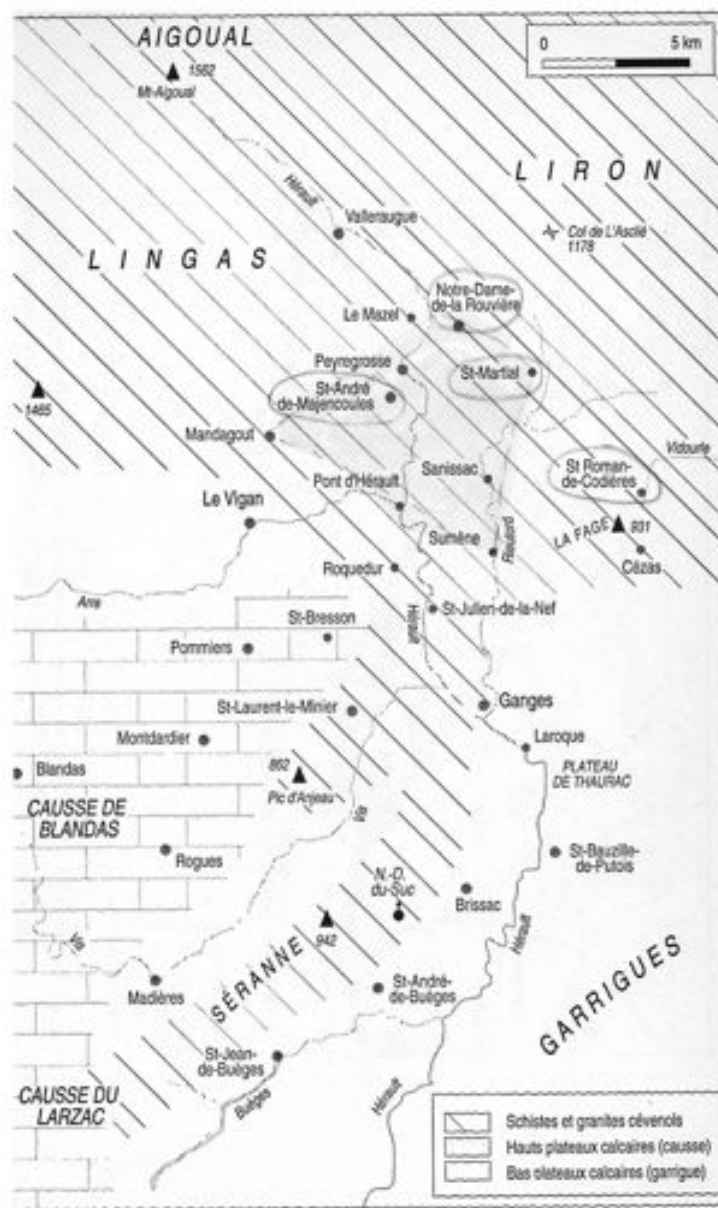 AIGOUAL
1562
Mt-Aigoual
0 5 km
LIRON
Hérault
Valleraugue
Col de L'Asclié
1178
LINGAS
Notre-Dame-
de-la Rouvière
Le Mazel
Peyregrosse
St-Martial
St-André
de-Majencoules
1465
Mandagout
Vidourle
Sanissac
St Roman-
de-Codières
Pont d'Hérault
Le Vigan
LA FAGE
931
Sumène
Rieutord
Cézas
Roquedur
Arre
St-Julien-de-la-Nef
Hérault
St-Bresson
Pommiers
Ganges
St-Laurent-le-Minier
Montdardier
Laroque
PLATEAU
DE THAURAC
Blandas
862
Pic d'Anjeau
Vis
CAUSSE DE
BLANDAS
Rogues
St-Bauzille-
de-Putois
N.-D.
du-Suc
Brissac
942
Vis
Hérault
SÉRANNE
GARRIGUES
Madières
St-André-
de-Buèges
St-Jean-
de-Buèges
CAUSSE DU
LARZAC
Buèges
Hérault
Schistes et granites cévenols
Hauts plateaux calcaires (causse)
Bas plateaux calcaires (garrigue)